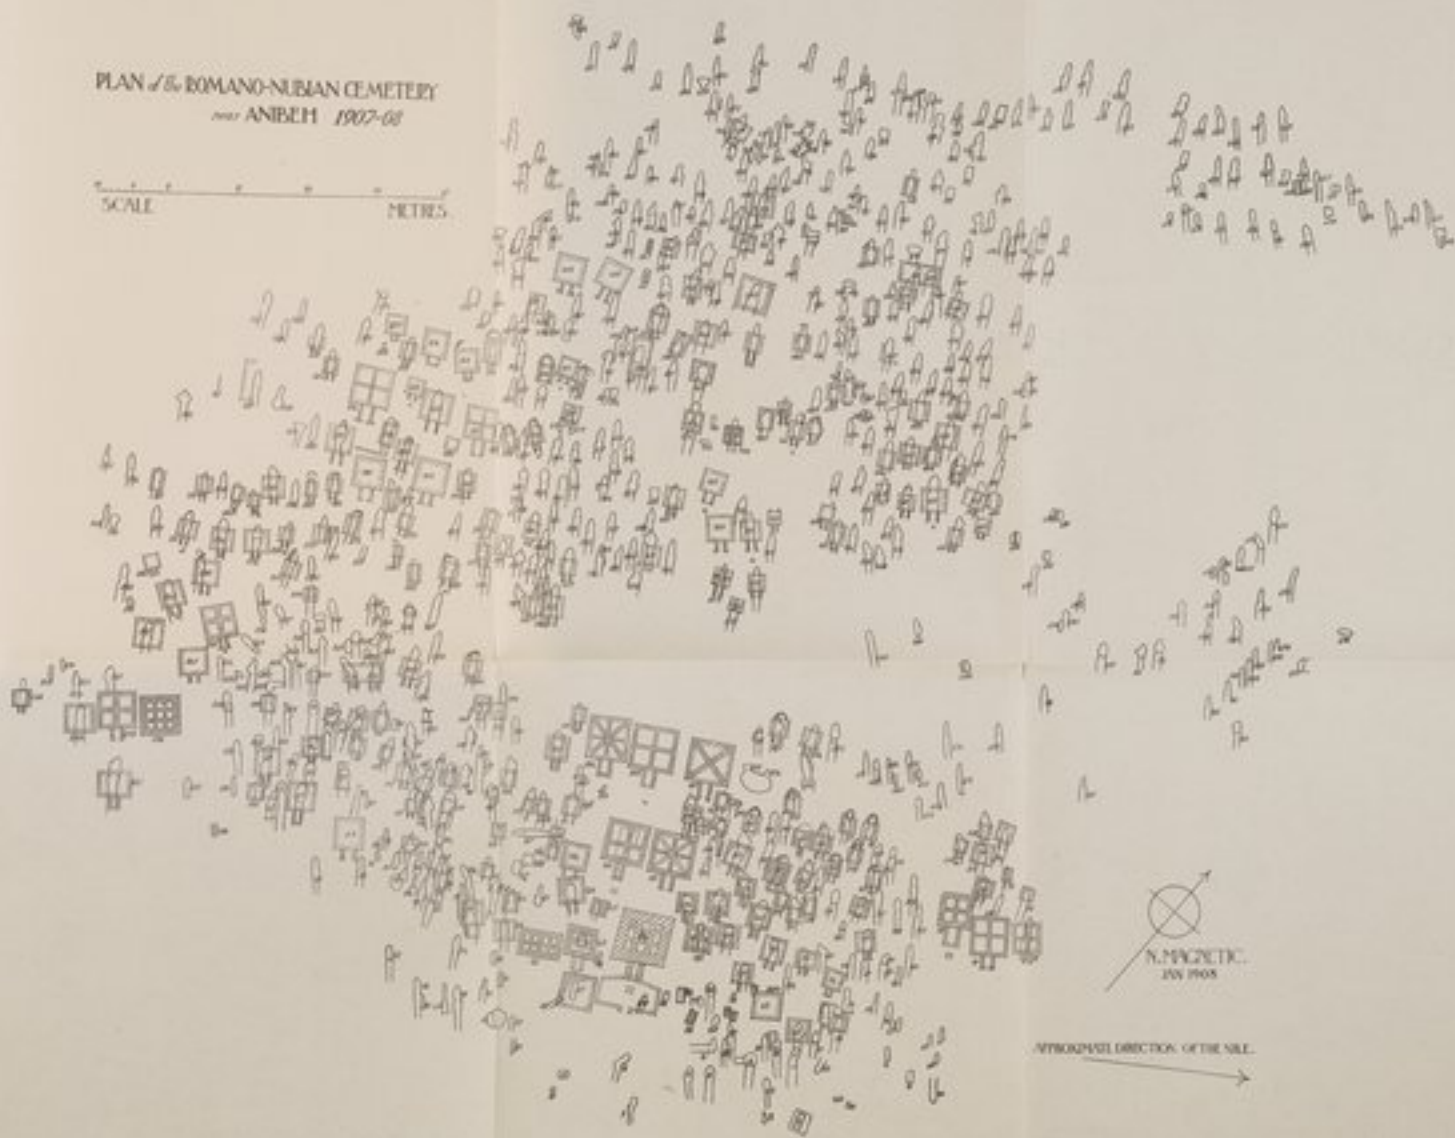 PLAN of the ROMANO-NUBIAN CEMETERY
near ANIBEH 1907-08
SCALE METRES
N. MAGNETIC.
JAN 1908
APPROXIMATE DIRECTION OF THE NILE.